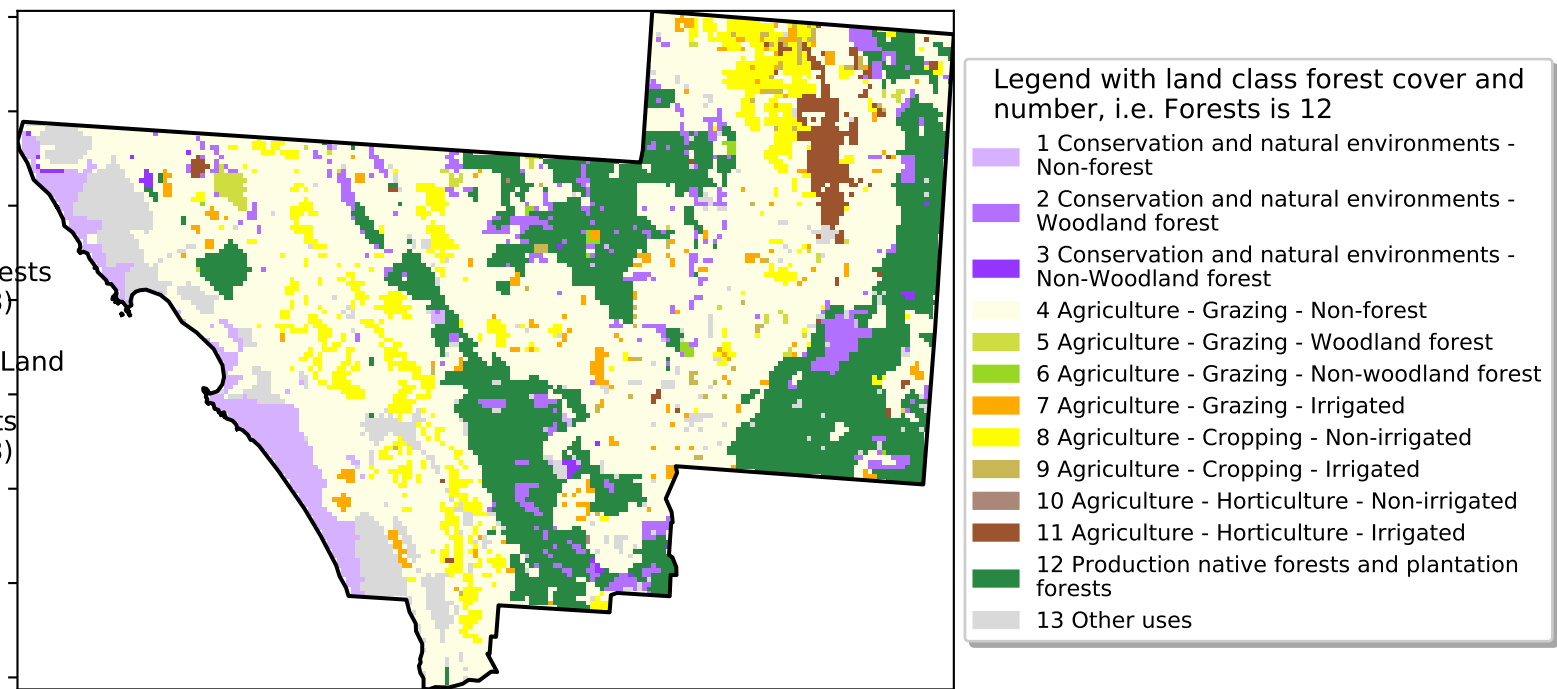 Legend with land class forest cover and
number, i.e. Forests is 12
1 Conservation and natural environments -
Non-forest
2 Conservation and natural environments -
Woodland forest
3 Conservation and natural environments -
Non-Woodland forest
ests
4 Agriculture - Grazing - Non-forest
5 Agriculture - Grazing - Woodland forest
Land
6 Agriculture - Grazing - Non-woodland forest
7 Agriculture - Grazing - Irrigated
ts
8 Agriculture - Cropping - Non-irrigated
9 Agriculture - Cropping - Irrigated
10 Agriculture - Horticulture - Non-irrigated
11 Agriculture - Horticulture - Irrigated
12 Production native forests and plantation
forests
13 Other uses